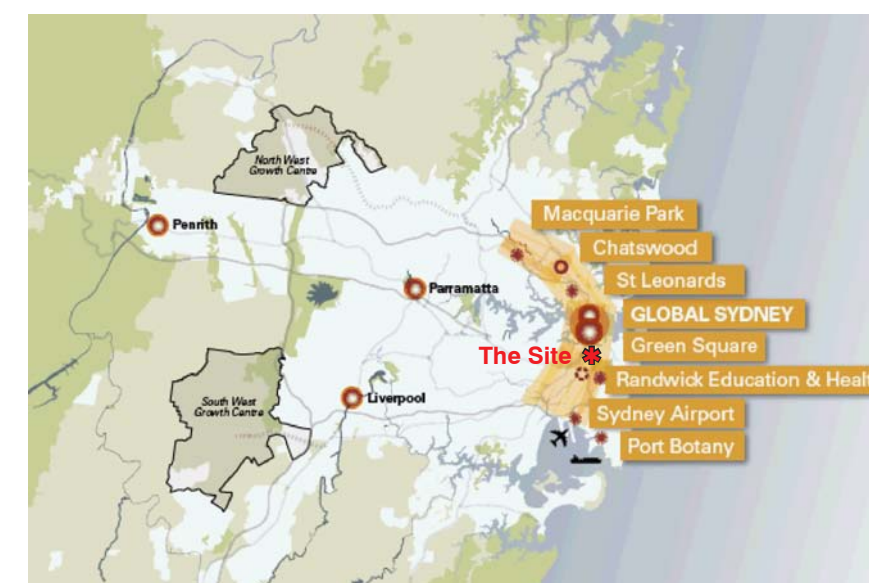 North West
Growth Centre
Macquarie Park
Penrith
Chatswood
St Leonards
Parramatta
GLOBAL SYDNEY
Green Square
The Site
Randwick Education & Healt
South West
Growth Centre
Liverpool
Sydney Airport
Port Botany